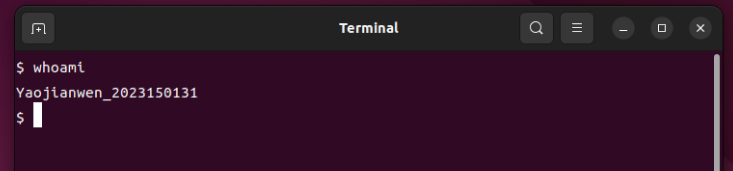 Terminal
$ whoami
Yaojianwen_2023150131
$